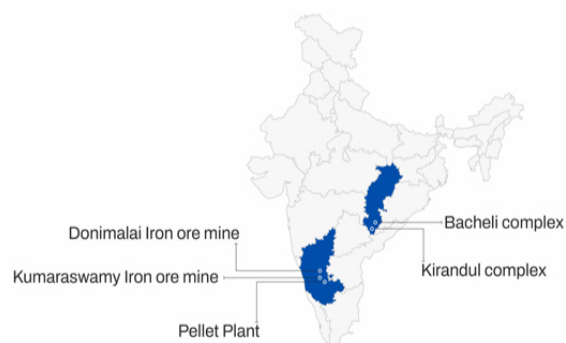 Bacheli complex
Donimalai Iron ore mine
Kirandul complex
Kumaraswamy Iron ore mine
Pellet Plant